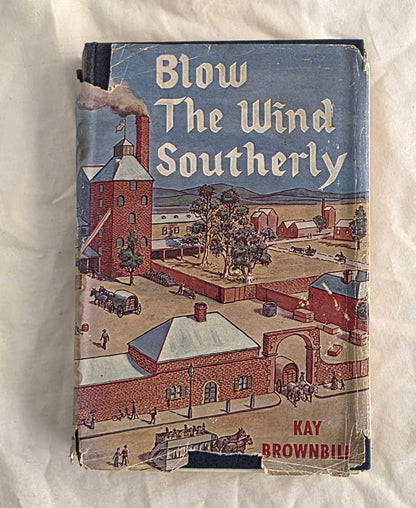 Blow
The Wind
Southerly
KAY
BROWNBILL